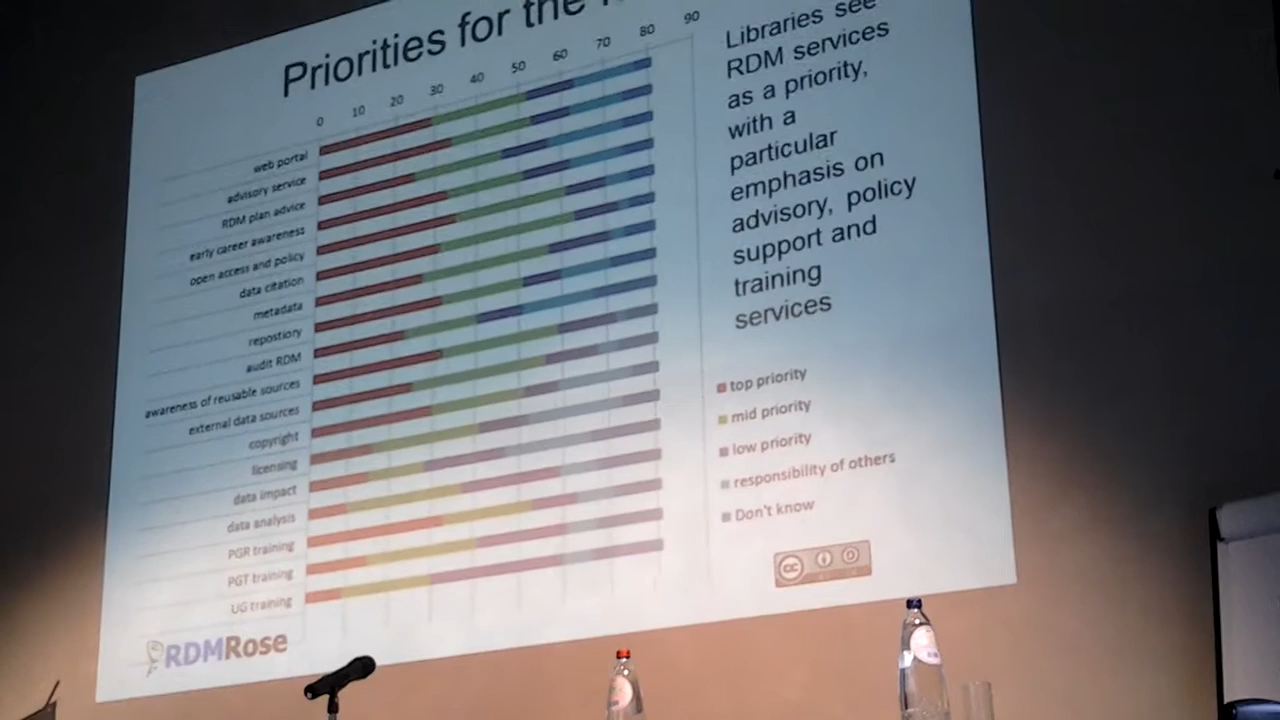 Priorities for the
0 10 20 30 40 50 60 70 80 90
web portal
advisory service
RDM plan advice
early career awareness
open access and policy
data citation
metadata
repostiory
audit RDM
awareness of reusable sources
external data sources
copyright
licensing
data impact
data analysis
PGR training
PGT training
UG training
Libraries see
RDM services
as a priority,
with a
particular
emphasis on
advisory, policy
support and
training
services
top priority
mid priority
low priority
responsibility of others
Don't know
cc
RDMRose